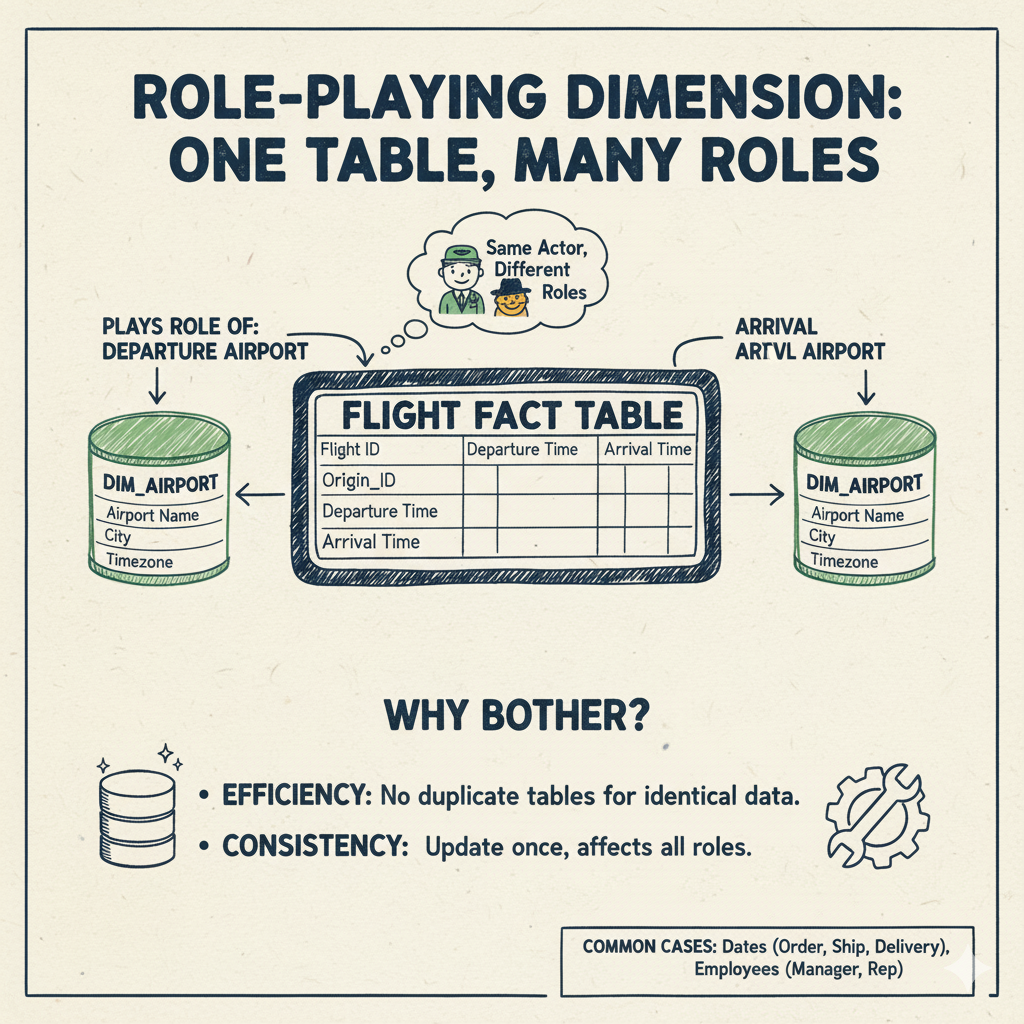 ROLE-PLAYING DIMENSION:
ONE TABLE, MANY ROLES
Same Actor,
Different
Roles
PLAYS ROLE OF:
DEPARTURE AIRPORT
ARRIVAL
AIRPORT
FLIGHT FACT TABLE
Flight ID Departure Time Arrival Time
Origin_ID
Departure Time
Arrival Time
DIM_AIRPORT
Airport Name
City
Timezone
DIM_AIRPORT
Airport Name
City
Timezone
WHY BOTHER?
• EFFICIENCY: No duplicate tables for identical data.
• CONSISTENCY: Update once, affects all roles.
COMMON CASES: Dates (Order, Ship, Delivery),
Employees (Manager, Rep)